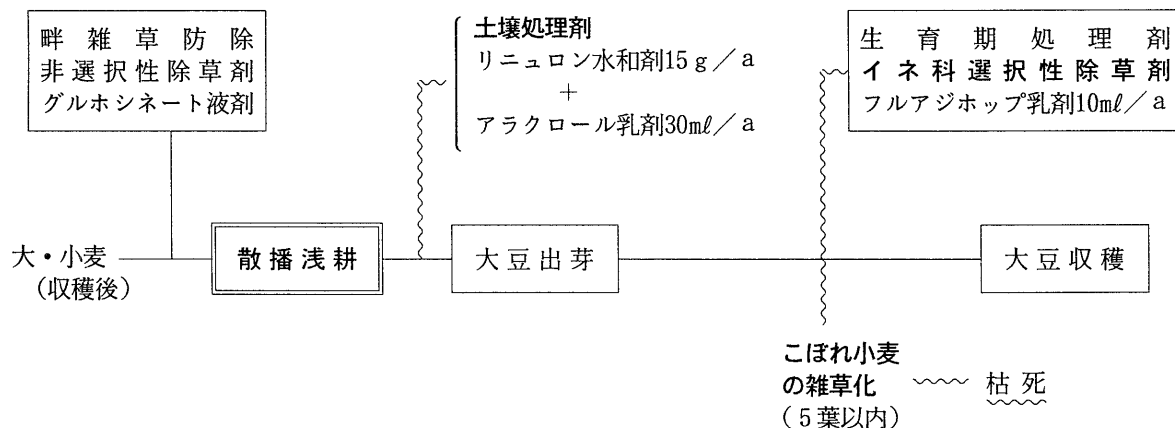 畔雑草防除
非選択性除草剤
グルホシネート液剤
土壌処理剤
リニュロン水和剤15g／a
＋
アラクロール乳剤30mℓ／a
生育期処理剤
イネ科選択性除草剤
フルアジホップ乳剤10mℓ／a
大・小麦
（収穫後）
散播浅耕
大豆出芽
大豆収穫
こぼれ小麦
の雑草化
（5葉以内）
枯死